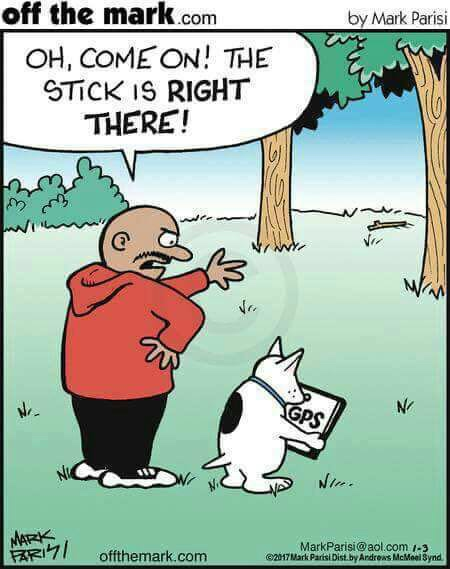 off the mark.com by Mark Parisi
OH, COME ON! THE
STICK IS RIGHT
THERE!
GPS
MARK
PARISI
offthemark.com
MarkParisi@aol.com 1-3
©2017 Mark Parisi Dist. by Andrews McMeel Synd.